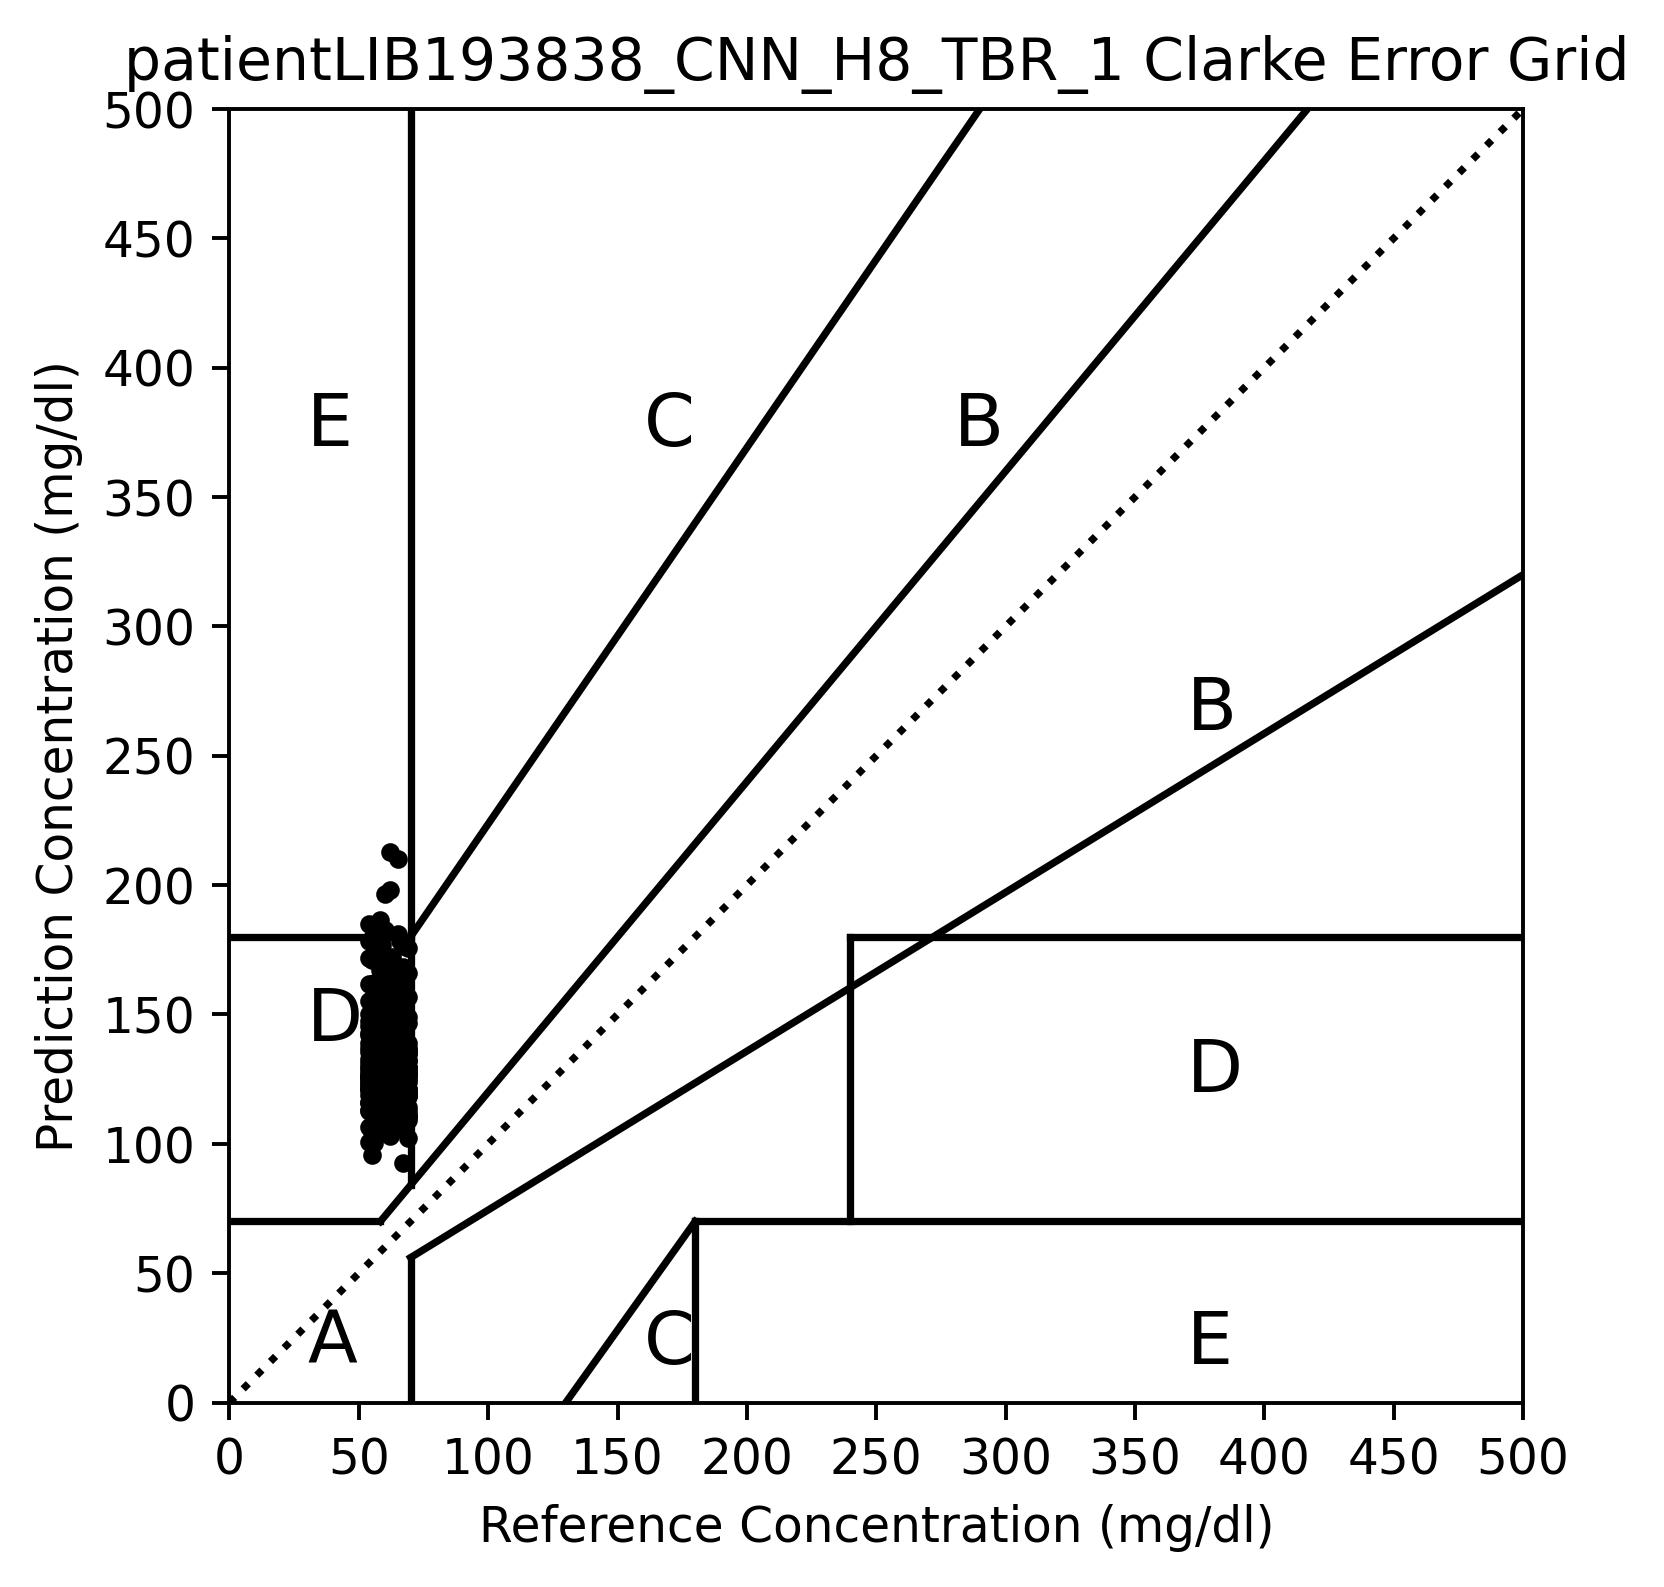 patientLIB193838_CNN_H8_TBR_1 Clarke Error Grid
Prediction Concentration (mg/dl)
500
450
400
350
300
250
200
150
100
50
0
E
C
B
B
D
D
A
C
E
0 50 100 150 200 250 300 350 400 450 500
Reference Concentration (mg/dl)